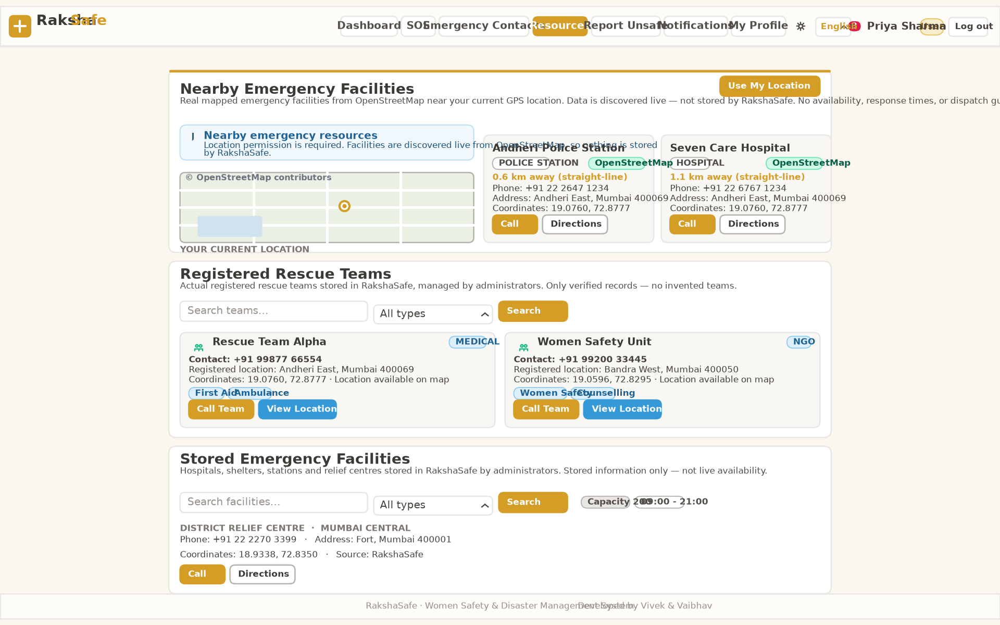 RakshaSafe
Dashboard SOS Emergency Contacts Resources Report Unsafe Notifications My Profile English 3 Priya Sharma User Log out
Nearby Emergency Facilities
Use My Location
Real mapped emergency facilities from OpenStreetMap near your current GPS location. Data is discovered live — not stored by RakshaSafe. No availability, response times, or dispatch gu
Nearby emergency resources
Location permission is required. Facilities are discovered live from OpenStreetMap, so nothing is stored
by RakshaSafe.
© OpenStreetMap contributors
YOUR CURRENT LOCATION
Andheri Police Station
POLICE STATION OpenStreetMap
0.6 km away (straight-line)
Phone: +91 22 2647 1234
Address: Andheri East, Mumbai 400069
Coordinates: 19.0760, 72.8777
Call Directions
Seven Care Hospital
HOSPITAL OpenStreetMap
1.1 km away (straight-line)
Phone: +91 22 6767 1234
Address: Andheri East, Mumbai 400069
Coordinates: 19.0760, 72.8777
Call Directions
Registered Rescue Teams
Actual registered rescue teams stored in RakshaSafe, managed by administrators. Only verified records — no invented teams.
Search teams... All types Search
Rescue Team Alpha MEDICAL
Contact: +91 99877 66554
Registered location: Andheri East, Mumbai 400069
Coordinates: 19.0760, 72.8777 · Location available on map
First Aid Ambulance
Call Team View Location
Women Safety Unit NGO
Contact: +91 99200 33445
Registered location: Bandra West, Mumbai 400050
Coordinates: 19.0596, 72.8295 · Location available on map
Women Safety Counselling
Call Team View Location
Stored Emergency Facilities
Hospitals, shelters, stations and relief centres stored in RakshaSafe by administrators. Stored information only — not live availability.
Search facilities... All types Search Capacity 200 09:00 - 21:00
DISTRICT RELIEF CENTRE · MUMBAI CENTRAL
Phone: +91 22 2270 3399 · Address: Fort, Mumbai 400001
Coordinates: 18.9338, 72.8350 · Source: RakshaSafe
Call Directions
RakshaSafe · Women Safety & Disaster Management System Developed by Vivek & Vaibhav